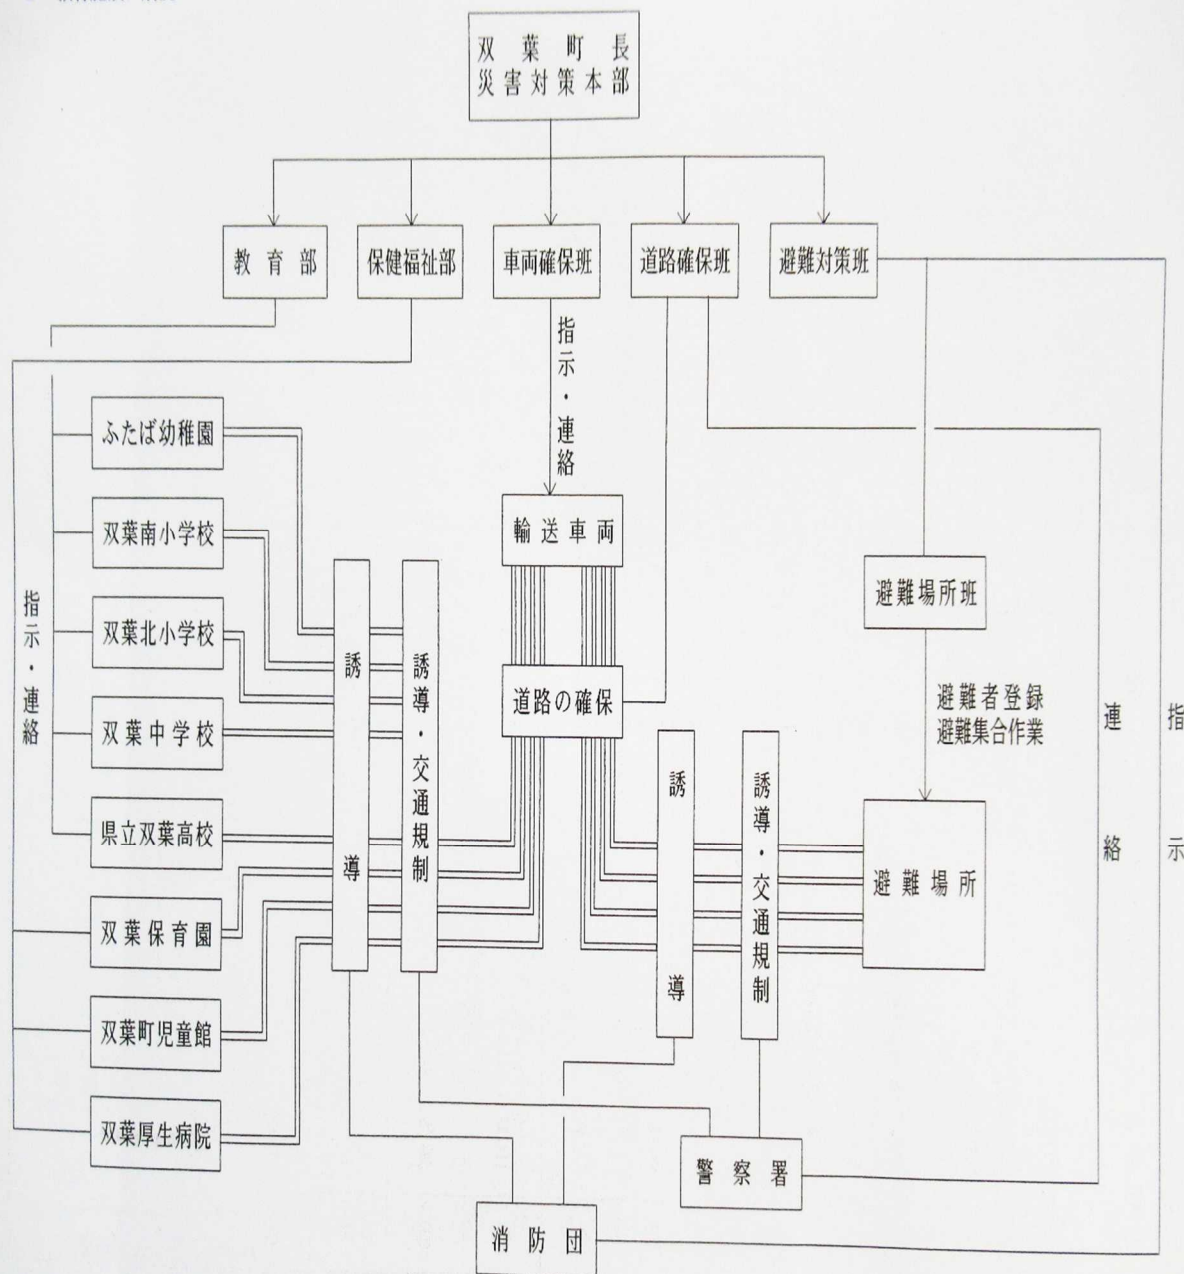 双葉町長
災害対策本部
教育部
保健福祉部
車両確保班
道路確保班
避難対策班
指示・連絡
ふたば幼稚園
双葉南小学校
双葉北小学校
双葉中学校
県立双葉高校
双葉保育園
双葉町児童館
双葉厚生病院
指示・連絡
誘導
誘導・交通規制
輸送車両
道路の確保
誘導
誘導・交通規制
避難場所班
避難者登録
避難集合作業
避難場所
連絡
指示
警察署
消防団